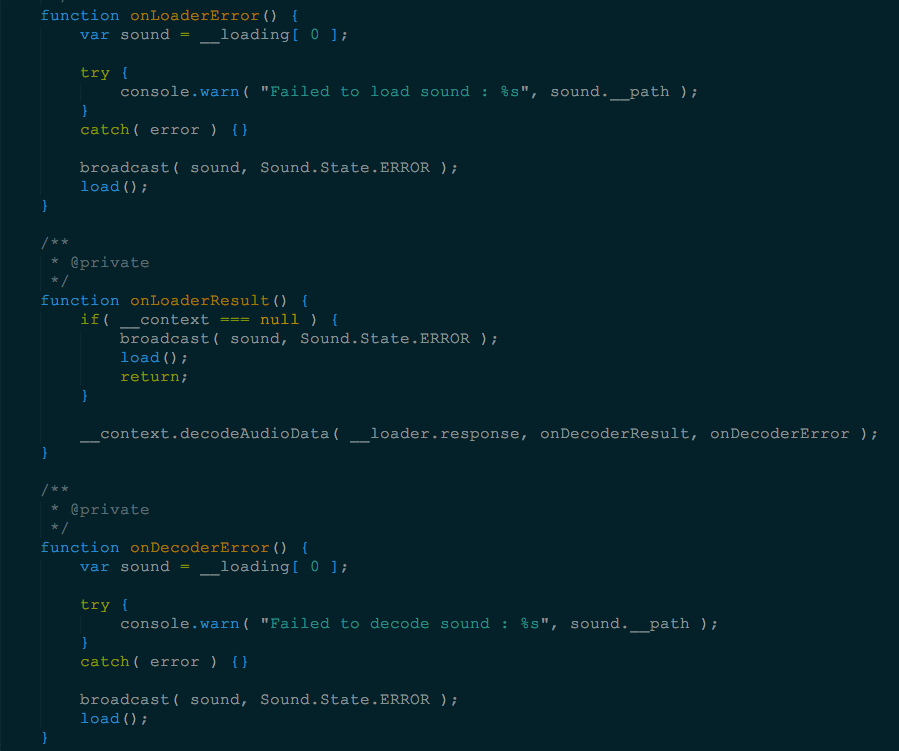 function onLoaderError() {
    var sound = __loading[ 0 ];

    try {
        console.warn( "Failed to load sound : %s", sound.__path );
    }
    catch( error ) {}

    broadcast( sound, Sound.State.ERROR );
    load();
}

/**
 * @private
 */
function onLoaderResult() {
    if( __context === null ) {
        broadcast( sound, Sound.State.ERROR );
        load();
        return;
    }

    __context.decodeAudioData( __loader.response, onDecoderResult, onDecoderError );
}

/**
 * @private
 */
function onDecoderError() {
    var sound = __loading[ 0 ];

    try {
        console.warn( "Failed to decode sound : %s", sound.__path );
    }
    catch( error ) {}

    broadcast( sound, Sound.State.ERROR );
    load();
}